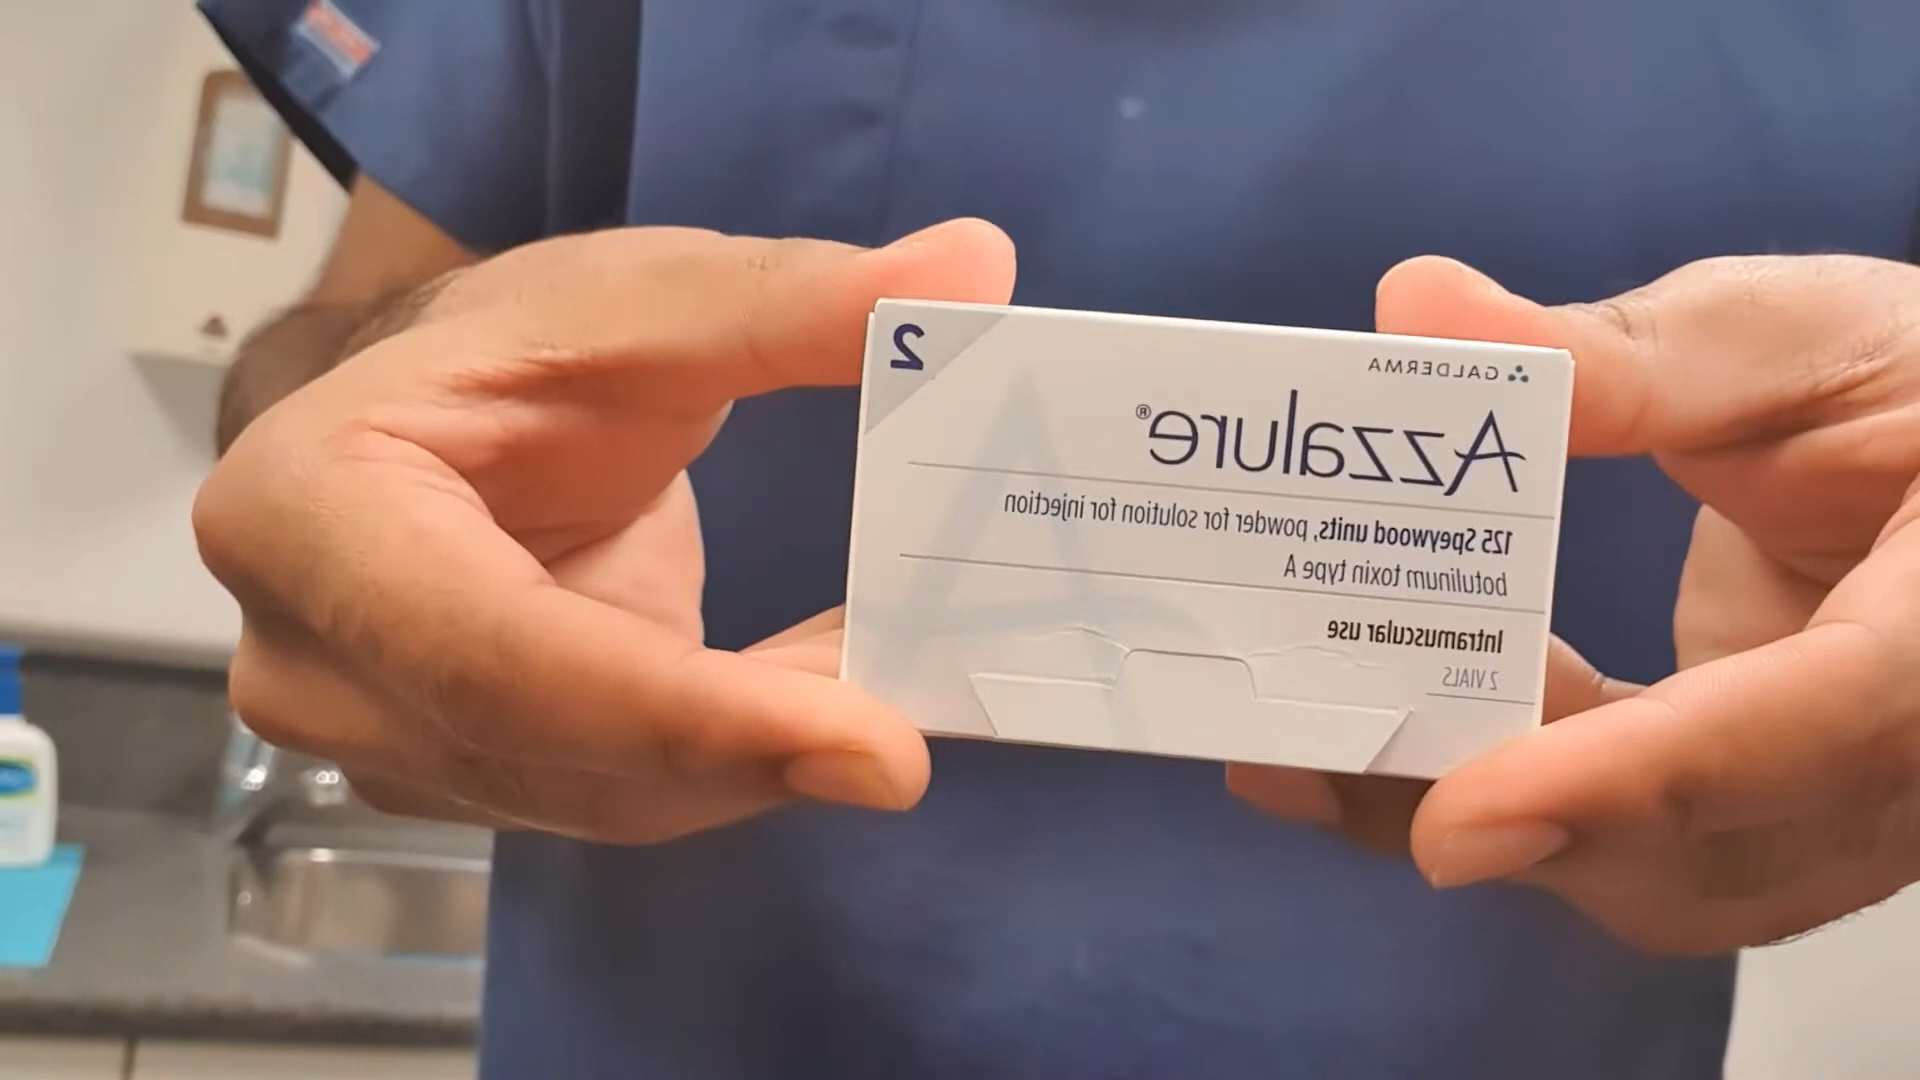 GALDERMA
2
Azzalure®
125 Speywood units, powder for solution for injection
botulinum toxin type A
Intramuscular use
2 VIALS